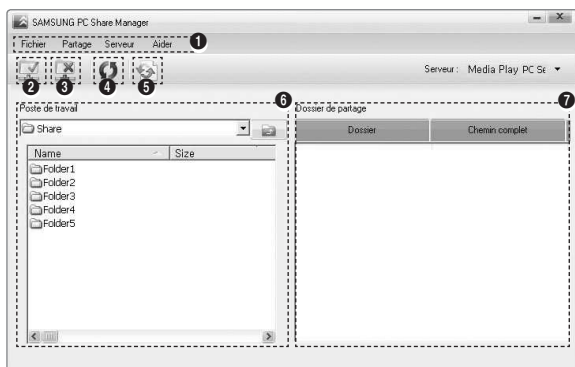 SAMSUNG PC Share Manager
Fichier Partage Serveur Aider 1
2 3 4 5
Serveur : Media Play PC Se
Poste de travail 6
Dossier de partage 7
Share
Dossier Chemin complet
Name Size
Folder1
Folder2
Folder3
Folder4
Folder5